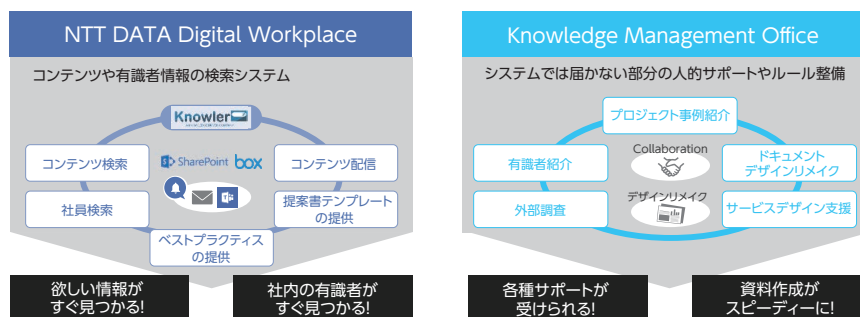 NTT DATA Digital Workplace
コンテンツや有識者情報の検索システム
Knowler
コンテンツ検索
SharePoint
box
コンテンツ配信
社員検索
提案書テンプレート
の提供
ベストプラクティス
の提供
欲しい情報が
すぐ見つかる!
社内の有識者が
すぐ見つかる!
Knowledge Management Office
システムでは届かない部分の人的サポートやルール整備
プロジェクト事例紹介
有識者紹介
Collaboration
ドキュメント
デザインリメイク
外部調査
デザインリメイク
サービスデザイン支援
各種サポートが
受けられる!
資料作成が
スピーディーに!